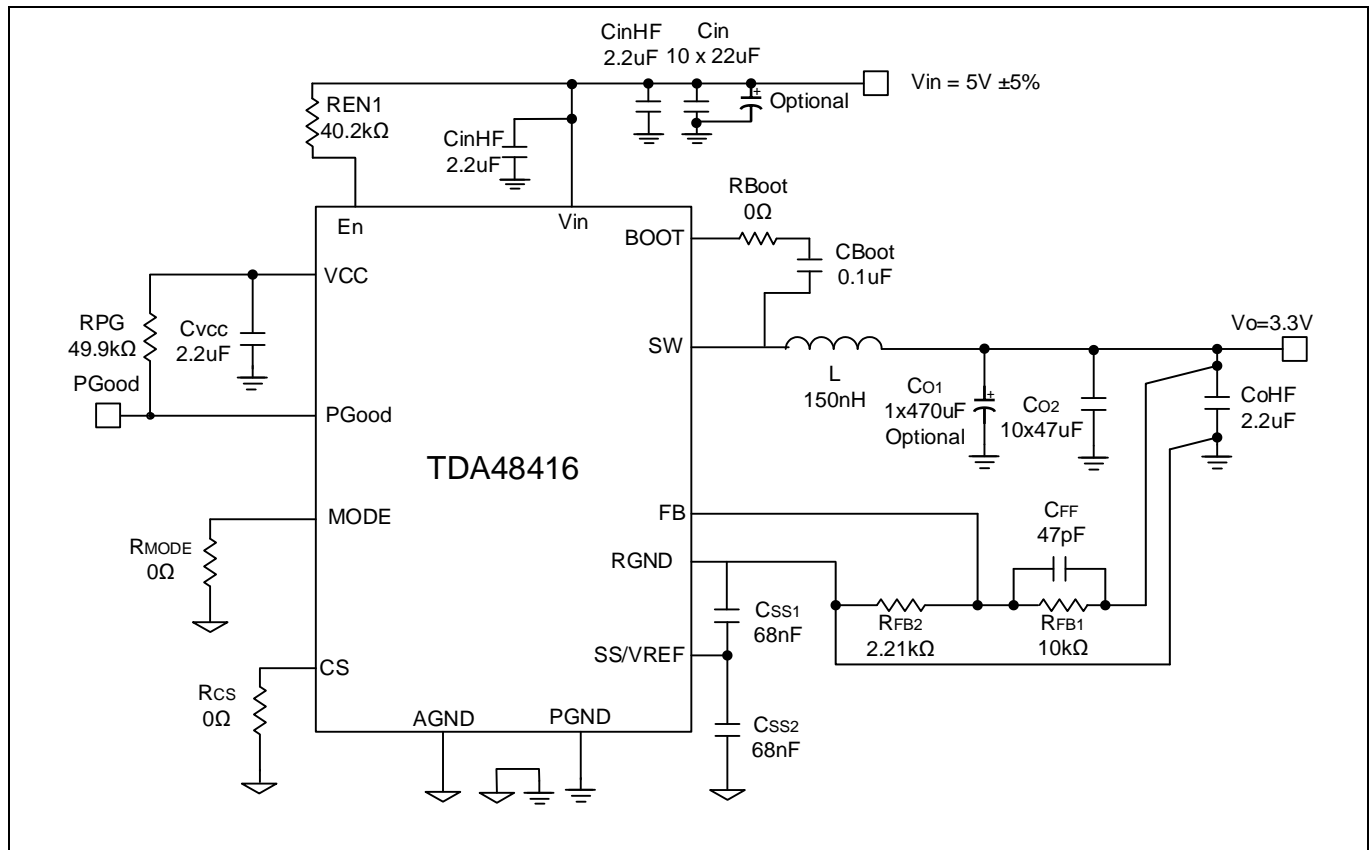 CinHF
2.2uF
Cin
10 x 22uF
Optional
Vin = 5V ±5%
REN1
40.2kΩ
CinHF
2.2uF
En
Vin
BOOT
RBoot
0Ω
CBoot
0.1uF
VCC
RPG
49.9kΩ
Cvcc
2.2uF
PGood
PGood
SW
L
150nH
CO1
1x470uF
Optional
CO2
10x47uF
Vo=3.3V
CoHF
2.2uF
TDA48416
MODE
RMODE
0Ω
FB
RGND
CFF
47pF
RFB2
2.21kΩ
RFB1
10kΩ
CSS1
68nF
SS/VREF
CSS2
68nF
CS
RCS
0Ω
AGND
PGND